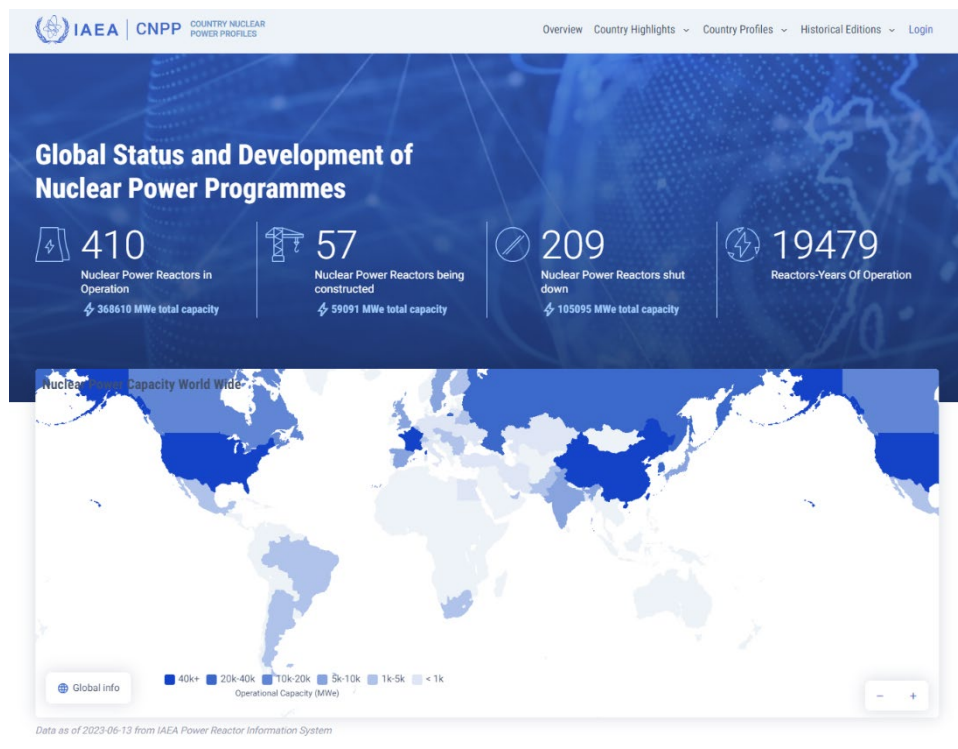 IAEA | CNPP COUNTRY NUCLEAR
POWER PROFILES
Overview Country Highlights Country Profiles Historical Editions Login
Global Status and Development of
Nuclear Power Programmes
410
Nuclear Power Reactors in
Operation
368610 MWe total capacity
57
Nuclear Power Reactors being
constructed
59091 MWe total capacity
209
Nuclear Power Reactors shut
down
105095 MWe total capacity
19479
Reactors-Years Of Operation
Nuclear Power Capacity World Wide
Global info
40k+ 20k-40k 10k-20k 5k-10k 1k-5k < 1k
Operational Capacity (MWe)
- +
Data as of 2023-06-13 from IAEA Power Reactor Information System